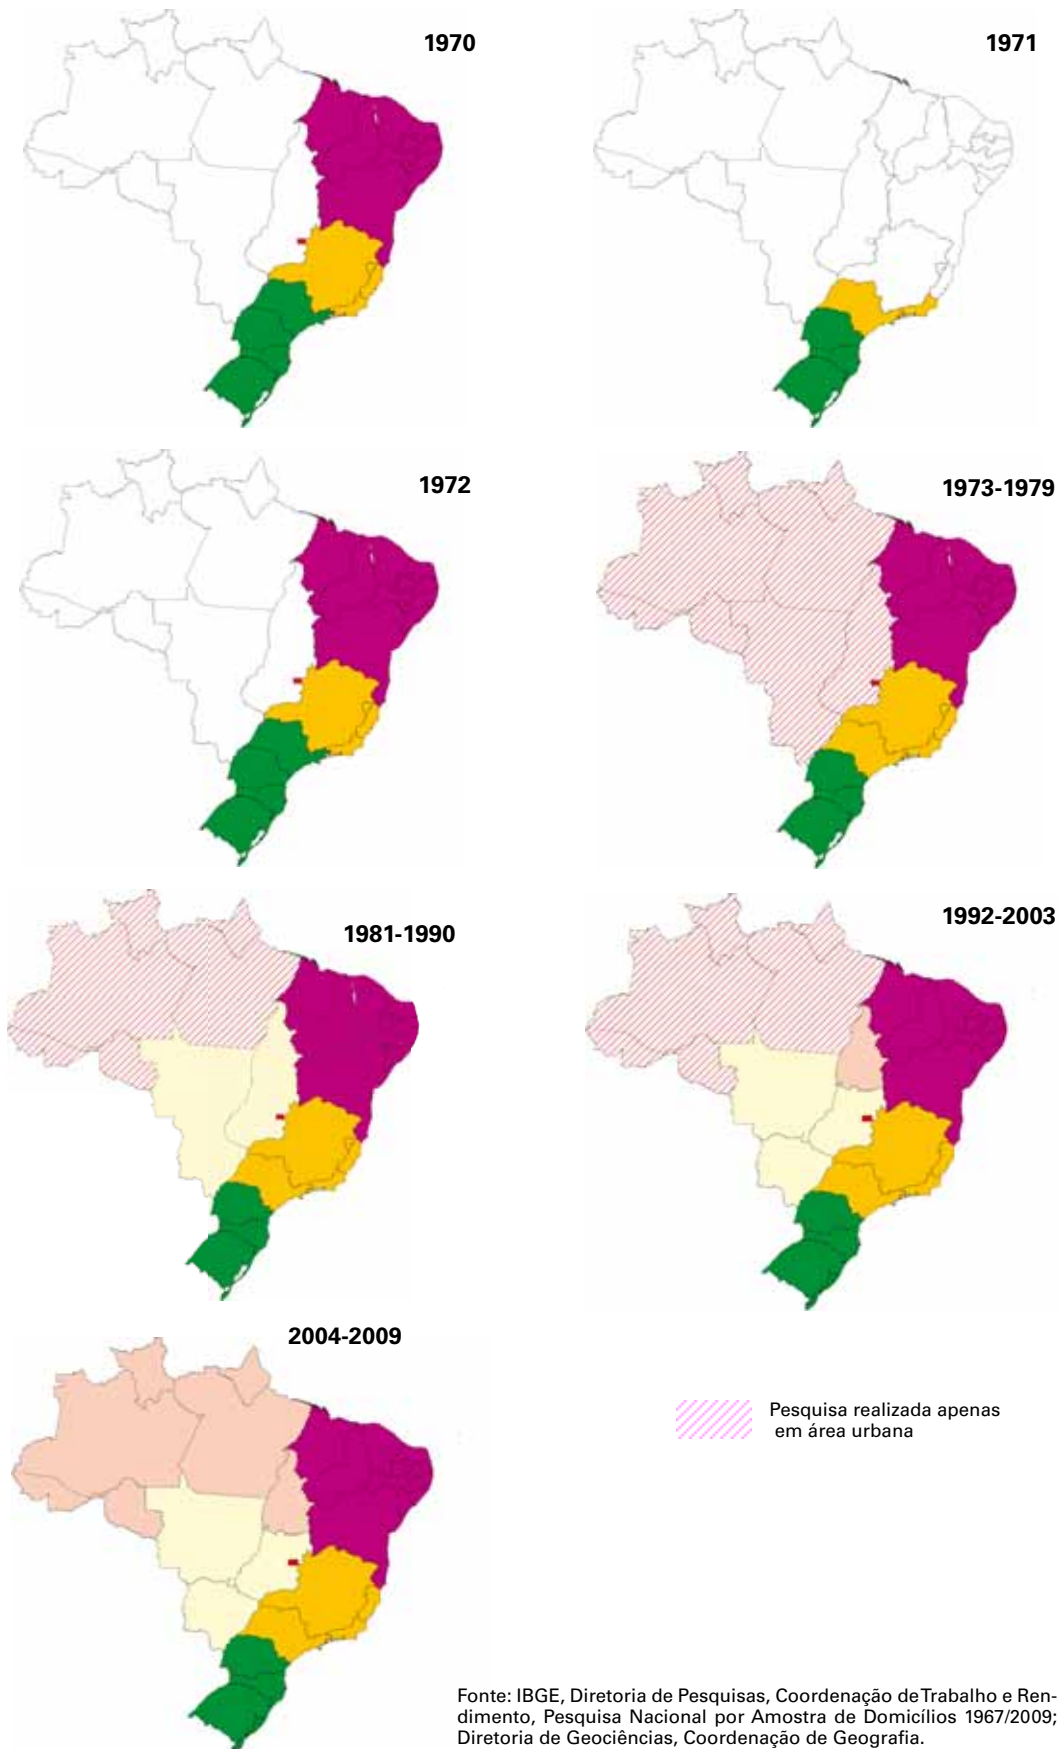 1970
1971
1972
1973-1979
1981-1990
1992-2003
2004-2009
Pesquisa realizada apenas
em área urbana
Fonte: IBGE, Diretoria de Pesquisas, Coordenação de Trabalho e Ren-
dimento, Pesquisa Nacional por Amostra de Domicílios 1967/2009;
Diretoria de Geociências, Coordenação de Geografia.